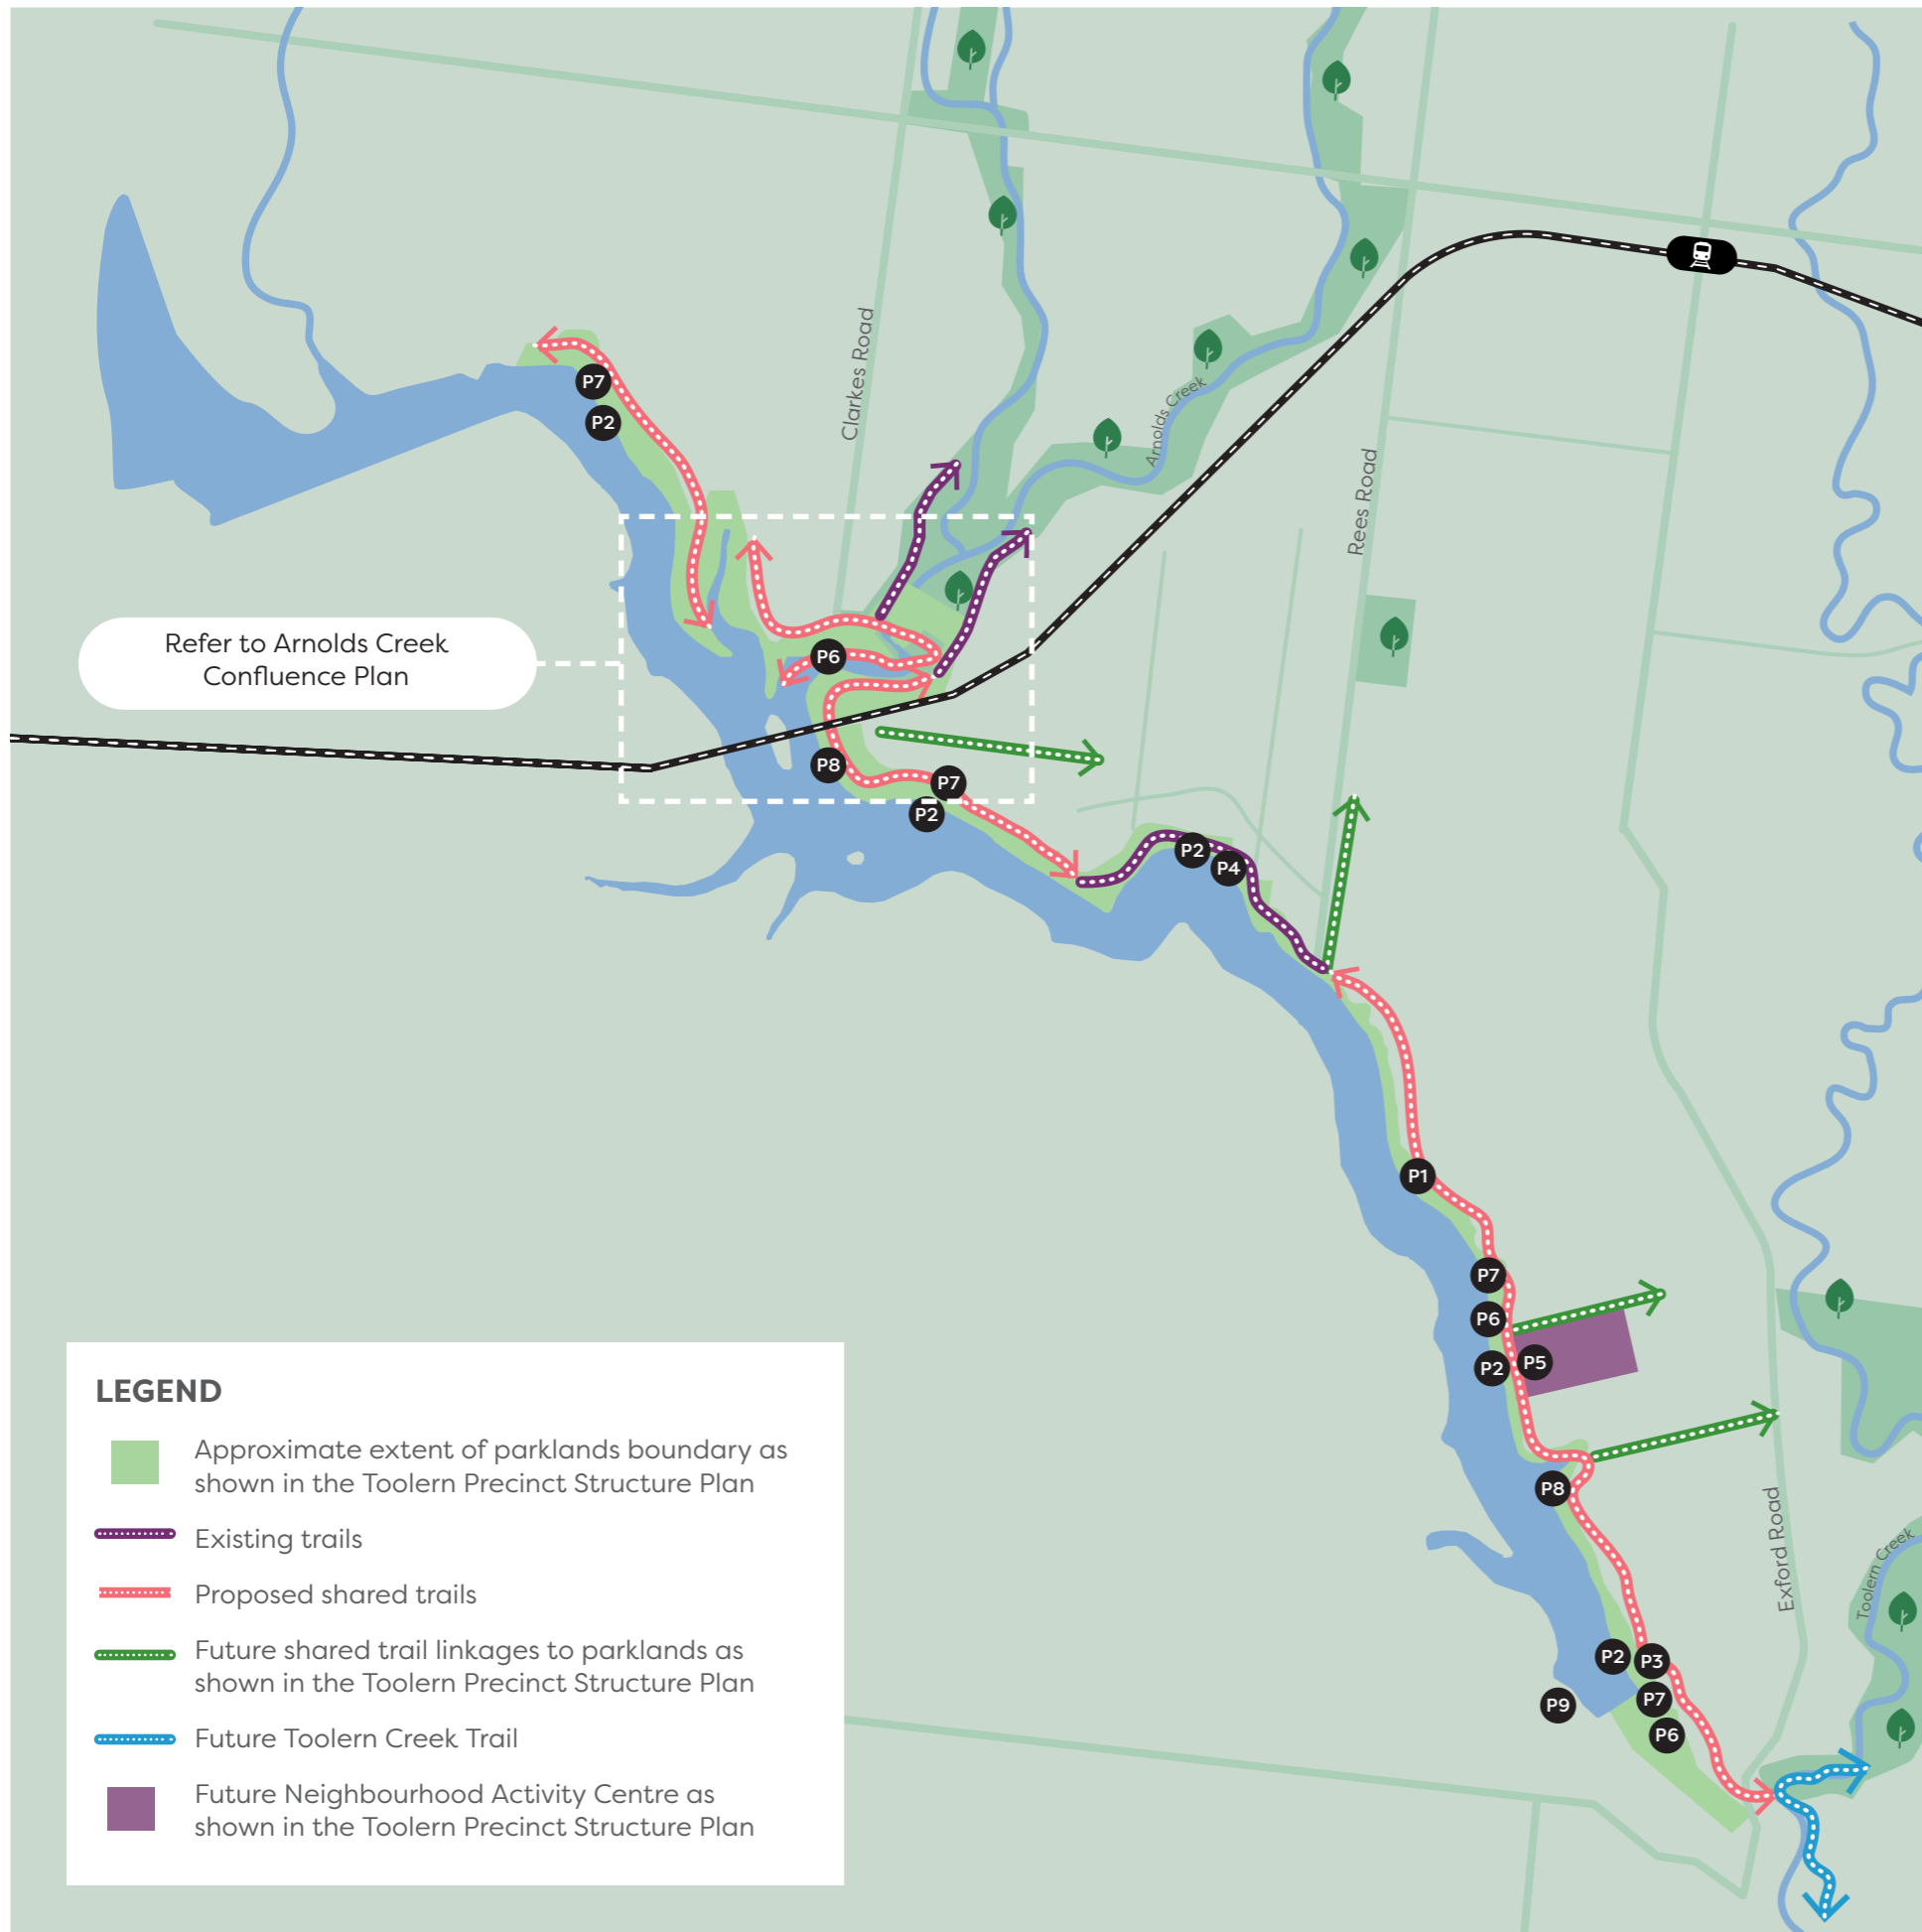 Clarkes Road
Arnolds Creek
Rees Road
P7
P2
Refer to Arnolds Creek
Confluence Plan
P6
P8
P7
P2
P2
P4
P1
P7
P6
P2
P5
P8
Exford Road
Toolern Creek
P2
P3
P7
P9
P6
LEGEND
Approximate extent of parklands boundary as
shown in the Toolern Precinct Structure Plan
Existing trails
Proposed shared trails
Future shared trail linkages to parklands as
shown in the Toolern Precinct Structure Plan
Future Toolern Creek Trail
Future Neighbourhood Activity Centre as
shown in the Toolern Precinct Structure Plan